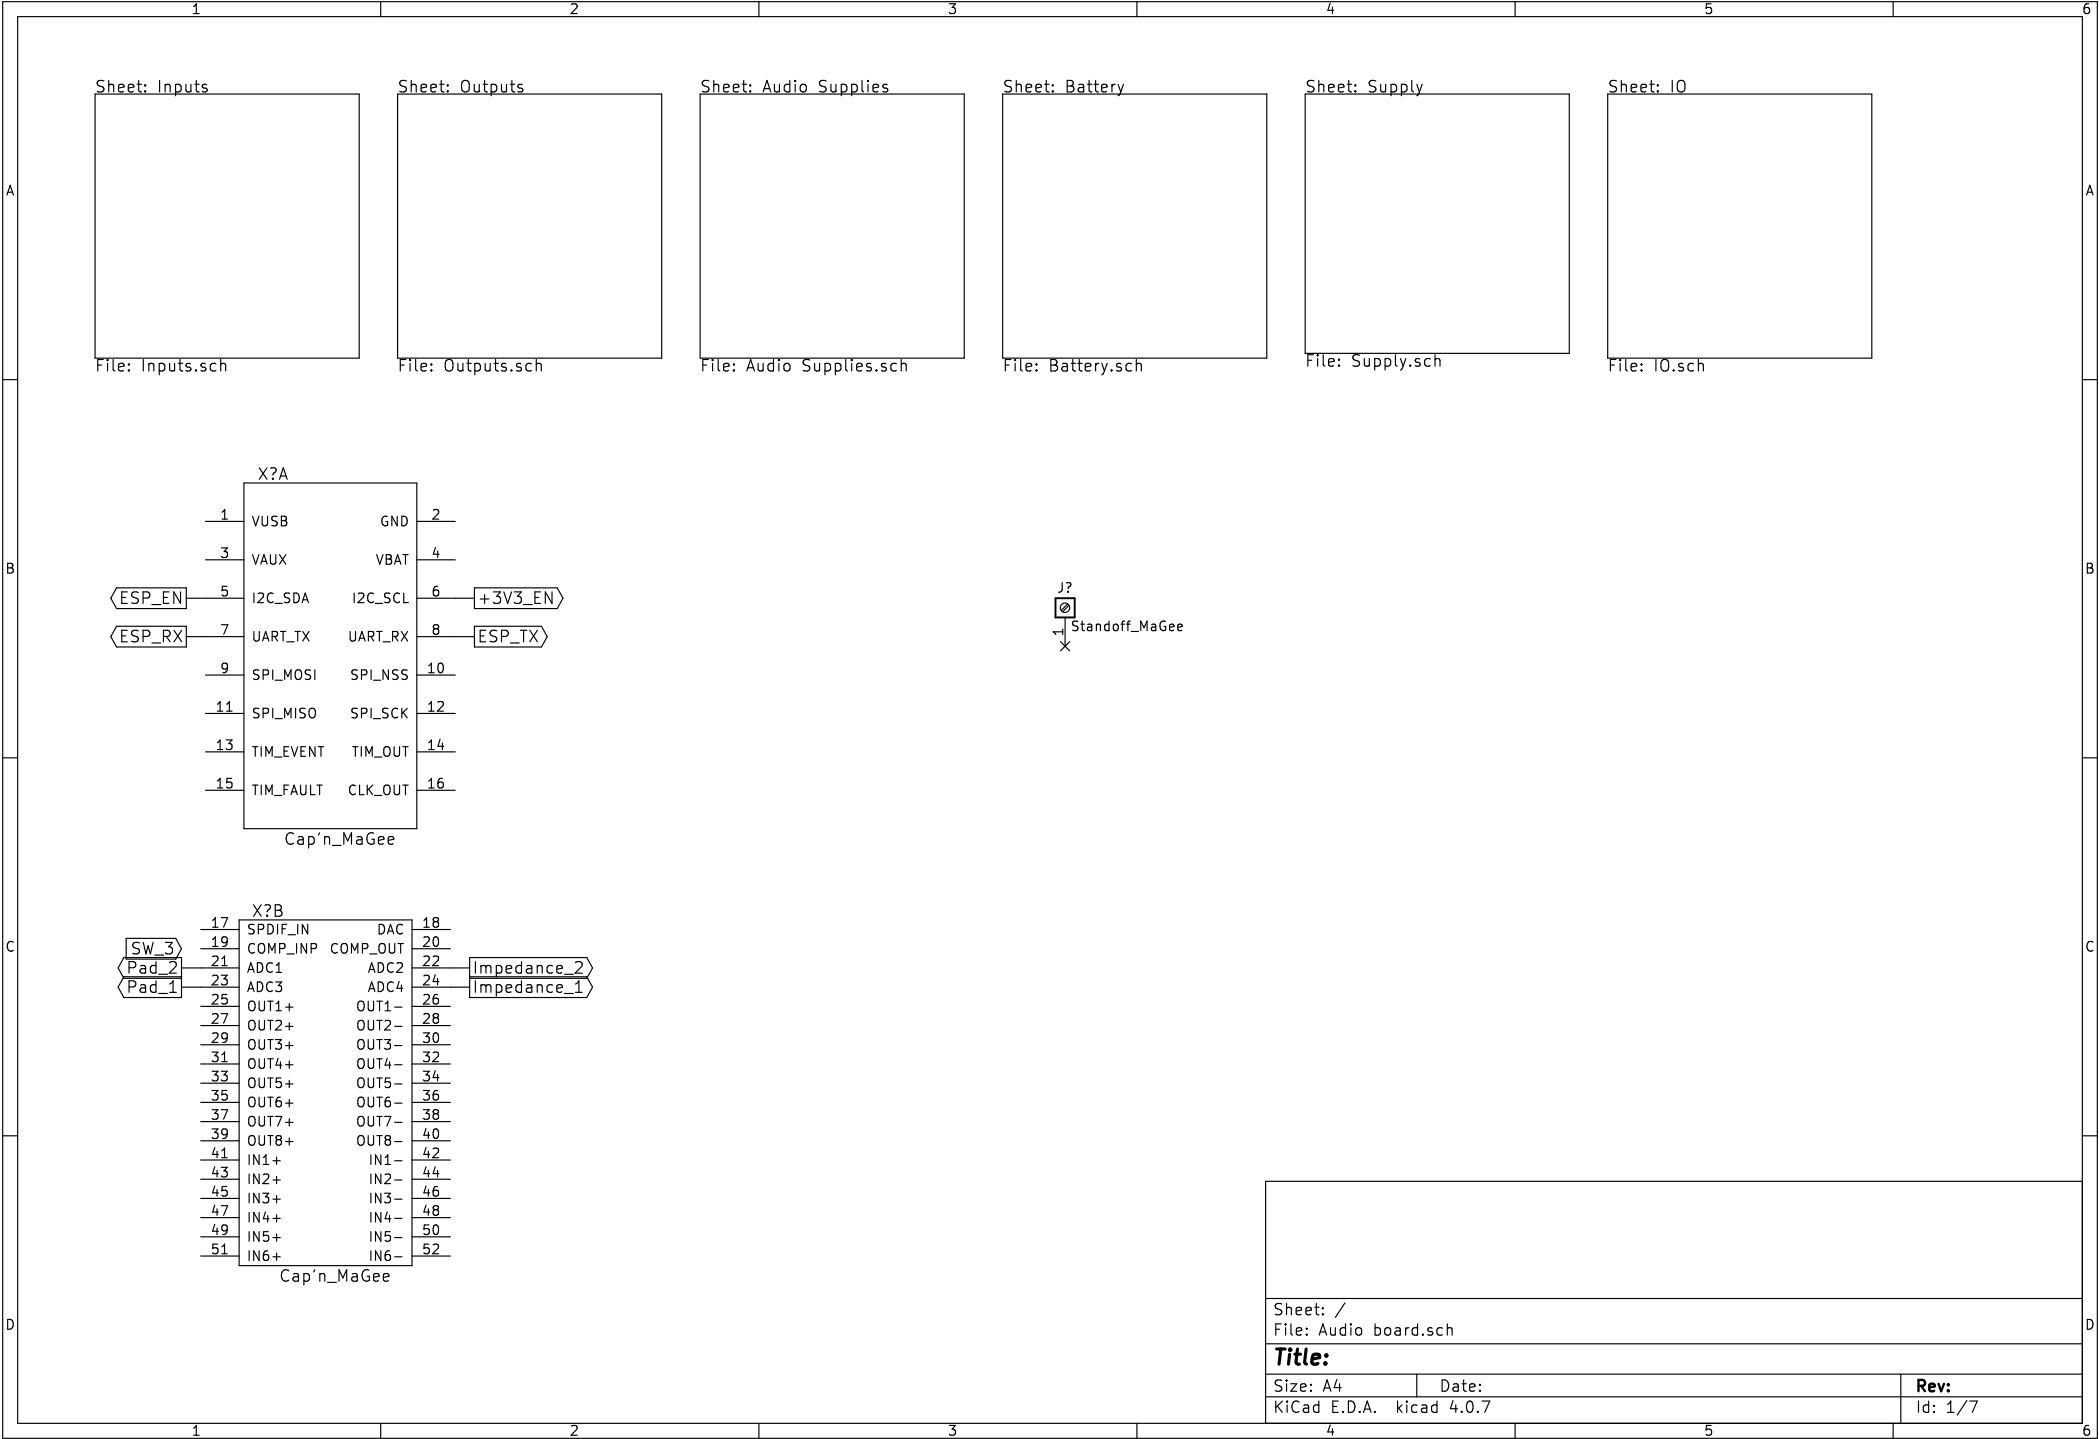 1 2 3 4 5 6
Sheet: Inputs
Sheet: Outputs
Sheet: Audio Supplies
Sheet: Battery
Sheet: Supply
Sheet: IO
A A
File: Inputs.sch
File: Outputs.sch
File: Audio Supplies.sch
File: Battery.sch
File: Supply.sch
File: IO.sch
X?A
1 VUSB GND 2
3 VAUX VBAT 4
B B
ESP_EN 5 I2C_SDA I2C_SCL 6 +3V3_EN
ESP_RX 7 UART_TX UART_RX 8 ESP_TX
9 SPI_MOSI SPI_NSS 10
11 SPI_MISO SPI_SCK 12
13 TIM_EVENT TIM_OUT 14
15 TIM_FAULT CLK_OUT 16
Cap'n_MaGee
J?
Standoff_MaGee
1
X?B
17 SPDIF_IN DAC 18
C C
SW_3 19 COMP_INP COMP_OUT 20
Pad_2 21 ADC1 ADC2 22 Impedance_2
Pad_1 23 ADC3 ADC4 24 Impedance_1
25 OUT1+ OUT1- 26
27 OUT2+ OUT2- 28
29 OUT3+ OUT3- 30
31 OUT4+ OUT4- 32
33 OUT5+ OUT5- 34
35 OUT6+ OUT6- 36
37 OUT7+ OUT7- 38
39 OUT8+ OUT8- 40
41 IN1+ IN1- 42
43 IN2+ IN2- 44
45 IN3+ IN3- 46
47 IN4+ IN4- 48
49 IN5+ IN5- 50
51 IN6+ IN6- 52
Cap'n_MaGee
D D
Sheet: /
File: Audio board.sch
Title:
Size: A4 Date: Rev:
KiCad E.D.A. kicad 4.0.7 Id: 1/7
1 2 3 4 5 6